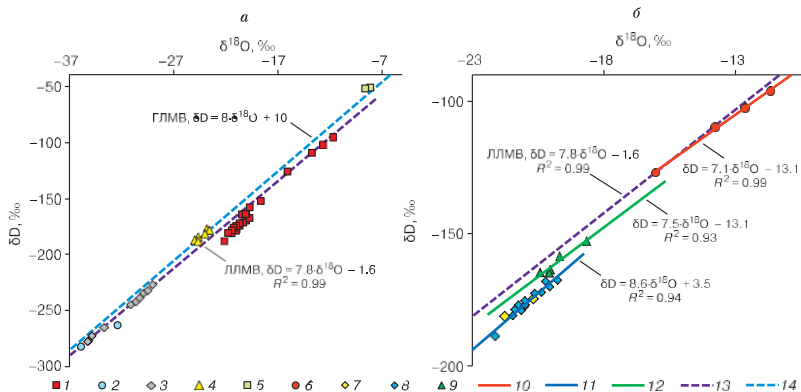 а
δ¹⁸O, ‰
−37 −27 −17 −7
−50
−100
−150
−200
−250
−300
δD, ‰
ГЛМВ, δD = 8·δ¹⁸O + 10
ЛЛМВ, δD = 7.8·δ¹⁸O − 1.6
R² = 0.99
б
δ¹⁸O, ‰
−23 −18 −13
−100
−150
−200
δD, ‰
ЛЛМВ, δD = 7.8·δ¹⁸O − 1.6
R² = 0.99
δD = 7.1·δ¹⁸O − 13.1
R² = 0.99
δD = 7.5·δ¹⁸O − 13.1
R² = 0.93
δD = 8.6·δ¹⁸O + 3.5
R² = 0.94
1 2 3 4 5 6 7 8 9 10 11 12 13 14